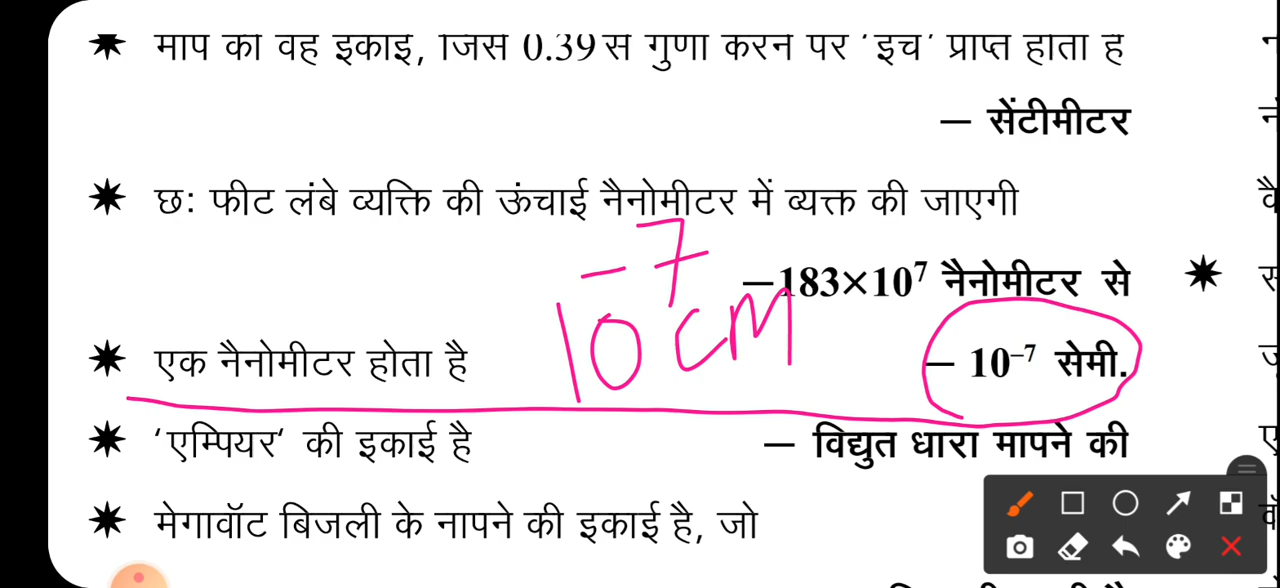 ✷ माप की वह इकाई, जिसे 0.39 से गुणा करने पर 'इंच' प्राप्त होता है
— सेंटीमीटर
✷ छः फीट लंबे व्यक्ति की ऊंचाई नैनोमीटर में व्यक्त की जाएगी
—183×10⁷ नैनोमीटर से
✷ एक नैनोमीटर होता है — 10⁻⁷ सेमी.
10⁻⁷ CM
✷ 'एम्पियर' की इकाई है — विद्युत धारा मापने की
✷ मेगावॉट बिजली के नापने की इकाई है, जो